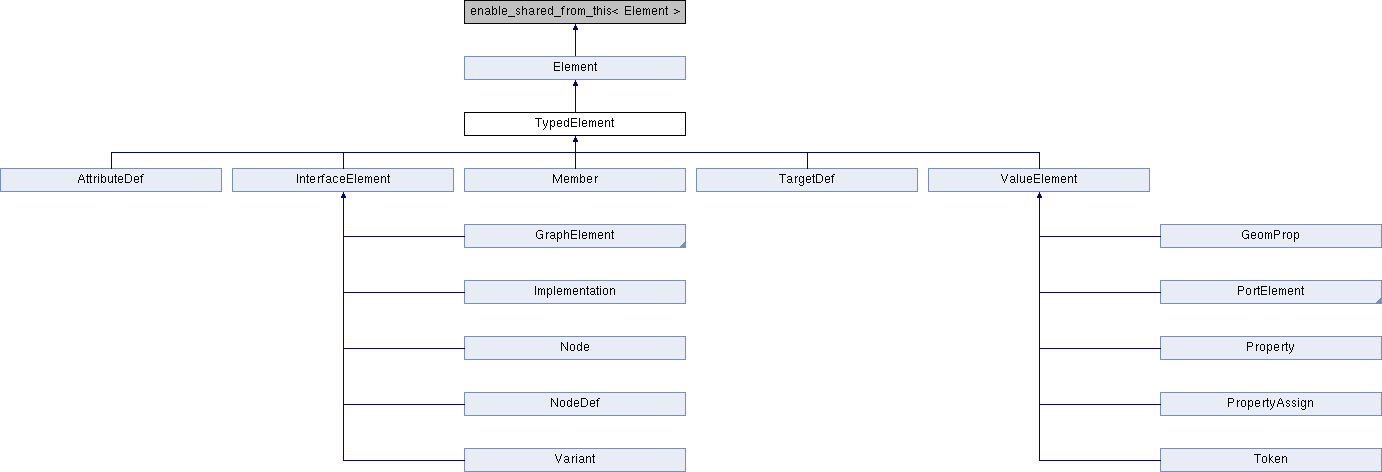 enable_shared_from_this< Element >
Element
TypedElement
AttributeDef
InterfaceElement
Member
TargetDef
ValueElement
GraphElement
GeomProp
Implementation
PortElement
Node
Property
NodeDef
PropertyAssign
Variant
Token